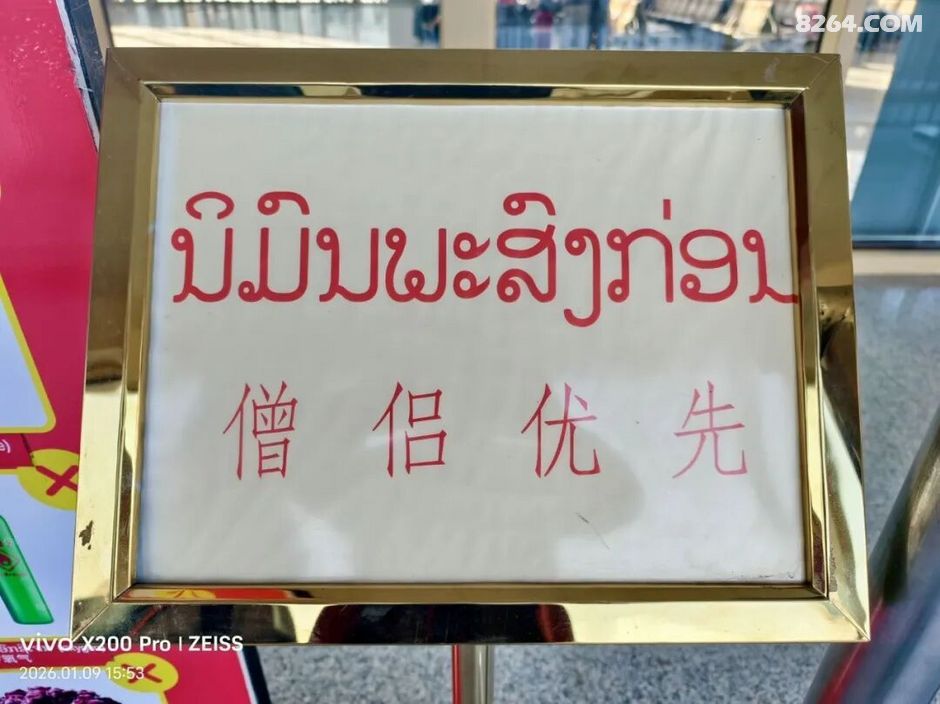 8264.COM
ນິມົນພະສົງກ່ອນ
僧侣优先
vivo X200 Pro | ZEISS
2026.01.09 15:53